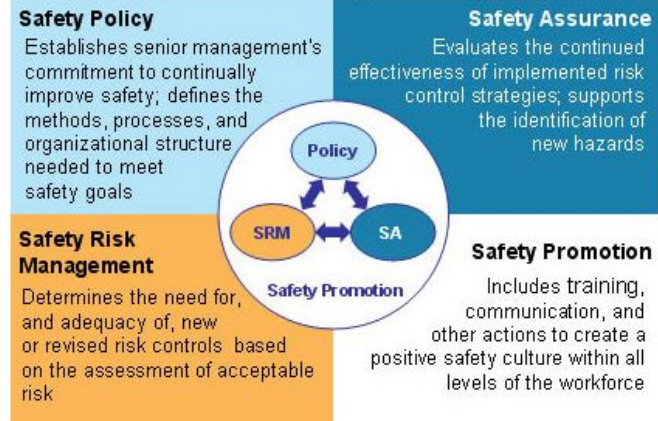 Safety Policy
Establishes senior management's
commitment to continually
improve safety; defines the
methods, processes, and
organizational structure
needed to meet
safety goals
Safety Assurance
Evaluates the continued
effectiveness of implemented risk
control strategies; supports
the identification of
new hazards
Policy
SRM
SA
Safety Promotion
Safety Risk
Management
Determines the need for,
and adequacy of, new
or revised risk controls based
on the assessment of acceptable
risk
Safety Promotion
Includes training,
communication, and
other actions to create a
positive safety culture within all
levels of the workforce